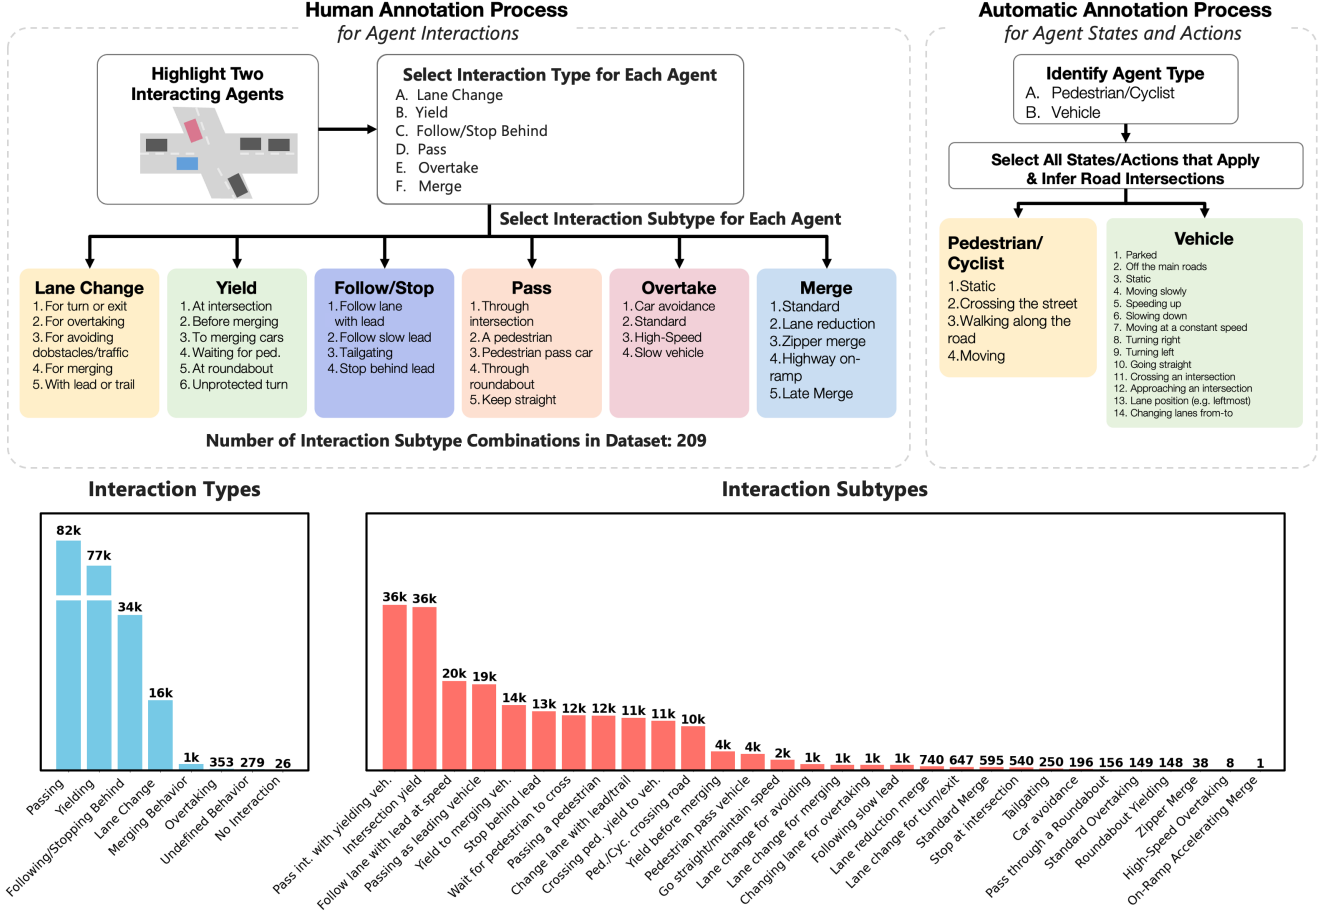 Human Annotation Process
for Agent Interactions
Highlight Two
Interacting Agents
Select Interaction Type for Each Agent
A. Lane Change
B. Yield
C. Follow/Stop Behind
D. Pass
E. Overtake
F. Merge
Select Interaction Subtype for Each Agent
Lane Change
1. For turn or exit
2. For overtaking
3. For avoiding
dobstacles/traffic
4. For merging
5. With lead or trail
Yield
1. At intersection
2. Before merging
3. To merging cars
4. Waiting for ped.
5. At roundabout
6. Unprotected turn
Follow/Stop
1. Follow lane
with lead
2. Follow slow lead
3. Tailgating
4. Stop behind lead
Pass
1. Through
intersection
2. A pedestrian
3. Pedestrian pass car
4. Through
roundabout
5. Keep straight
Overtake
1. Car avoidance
2. Standard
3. High-Speed
4. Slow vehicle
Merge
1. Standard
2. Lane reduction
3. Zipper merge
4. Highway on-
ramp
5. Late Merge
Number of Interaction Subtype Combinations in Dataset: 209
Automatic Annotation Process
for Agent States and Actions
Identify Agent Type
A. Pedestrian/Cyclist
B. Vehicle
Select All States/Actions that Apply
& Infer Road Intersections
Pedestrian/
Cyclist
1. Static
2. Crossing the street
3. Walking along the
road
4. Moving
Vehicle
1. Parked
2. Off the main roads
3. Static
4. Moving slowly
5. Speeding up
6. Slowing down
7. Moving at a constant speed
8. Turning right
9. Turning left
10. Going straight
11. Crossing an intersection
12. Approaching an intersection
13. Lane position (e.g. leftmost)
14. Changing lanes from-to
Interaction Types
82k
77k
34k
16k
1k
353
279
26
Passing
Yielding
Following/Stopping Behind
Lane Change
Merging Behavior
Overtaking
Undefined Behavior
No Interaction
Interaction Subtypes
36k
36k
20k
19k
14k
13k
12k
12k
11k
11k
10k
4k
4k
2k
1k
1k
1k
1k
740
647
595
540
250
196
156
149
148
38
8
1
Pass int. with yielding veh.
Intersection yield
Follow lane with lead at speed
Passing as leading vehicle
Yield to merging veh.
Stop behind lead
Wait for pedestrian to cross
Passing a pedestrian
Change lane with lead/trail
Crossing ped. yield to veh.
Ped./Cyc. crossing road
Yield before merging
Pedestrian pass vehicle
Go straight/maintain speed
Lane change for avoiding
Lane change for merging
Changing lane for overtaking
Following slow lead
Lane reduction merge
Lane change for turn/exit
Standard Merge
Stop at intersection
Tailgating
Car avoidance
Pass through a Roundabout
Standard Overtaking
Roundabout Yielding
Zipper Merge
High-Speed Overtaking
On-Ramp Accelerating Merge